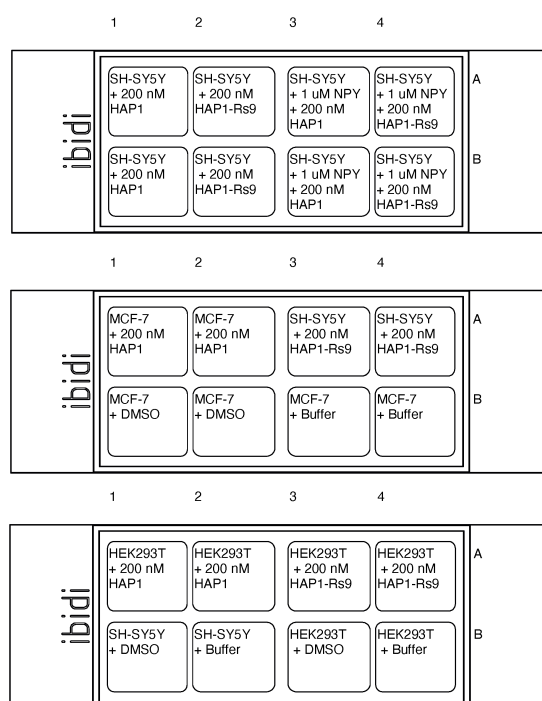 1 2 3 4
ibidi
SH-SY5Y
+ 200 nM
HAP1
SH-SY5Y
+ 200 nM
HAP1-Rs9
SH-SY5Y
+ 1 uM NPY
+ 200 nM
HAP1
SH-SY5Y
+ 1 uM NPY
+ 200 nM
HAP1-Rs9
A
SH-SY5Y
+ 200 nM
HAP1
SH-SY5Y
+ 200 nM
HAP1-Rs9
SH-SY5Y
+ 1 uM NPY
+ 200 nM
HAP1
SH-SY5Y
+ 1 uM NPY
+ 200 nM
HAP1-Rs9
B
1 2 3 4
ibidi
MCF-7
+ 200 nM
HAP1
MCF-7
+ 200 nM
HAP1
SH-SY5Y
+ 200 nM
HAP1-Rs9
SH-SY5Y
+ 200 nM
HAP1-Rs9
A
MCF-7
+ DMSO
MCF-7
+ DMSO
MCF-7
+ Buffer
MCF-7
+ Buffer
B
1 2 3 4
ibidi
HEK293T
+ 200 nM
HAP1
HEK293T
+ 200 nM
HAP1
HEK293T
+ 200 nM
HAP1-Rs9
HEK293T
+ 200 nM
HAP1-Rs9
A
SH-SY5Y
+ DMSO
SH-SY5Y
+ Buffer
HEK293T
+ DMSO
HEK293T
+ Buffer
B